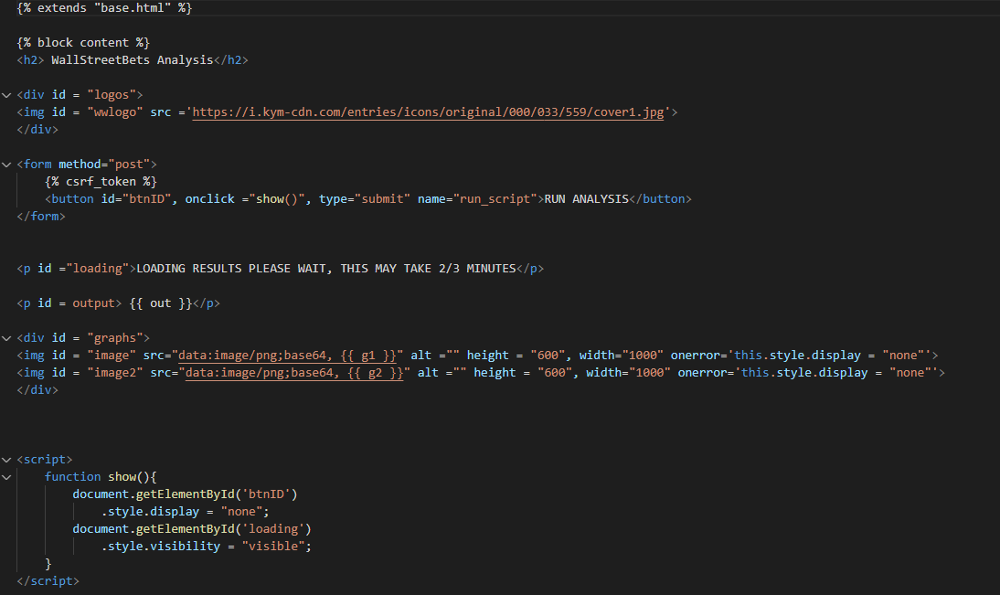 {% extends "base.html" %}
{% block content %}
<h2> WallStreetBets Analysis</h2>
<div id = "logos">
<img id = "wwlogo" src ='https://i.kym-cdn.com/entries/icons/original/000/033/559/cover1.jpg'>
</div>
<form method="post">
    {% csrf_token %}
    <button id="btnID", onclick ="show()", type="submit" name="run_script">RUN ANALYSIS</button>
</form>
<p id ="loading">LOADING RESULTS PLEASE WAIT, THIS MAY TAKE 2/3 MINUTES</p>
<p id = output> {{ out }}</p>
<div id = "graphs">
<img id = "image" src="data:image/png;base64, {{ g1 }}" alt ="" height = "600", width="1000" onerror='this.style.display = "none"'>
<img id = "image2" src="data:image/png;base64, {{ g2 }}" alt ="" height = "600", width="1000" onerror='this.style.display = "none"'>
</div>
<script>
    function show(){
        document.getElementById('btnID')
            .style.display = "none";
        document.getElementById('loading')
            .style.visibility = "visible";
    }
</script>